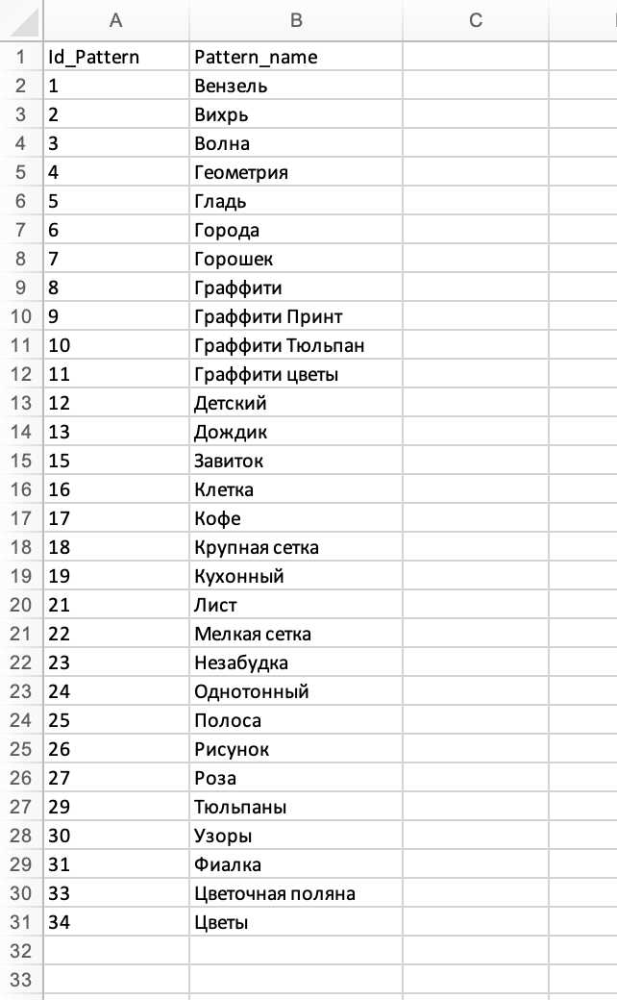 A B C
1 Id_Pattern Pattern_name
2 1 Вензель
3 2 Вихрь
4 3 Волна
5 4 Геометрия
6 5 Гладь
7 6 Города
8 7 Горошек
9 8 Граффити
10 9 Граффити Принт
11 10 Граффити Тюльпан
12 11 Граффити цветы
13 12 Детский
14 13 Дождик
15 15 Завиток
16 16 Клетка
17 17 Кофе
18 18 Крупная сетка
19 19 Кухонный
20 21 Лист
21 22 Мелкая сетка
22 23 Незабудка
23 24 Однотонный
24 25 Полоса
25 26 Рисунок
26 27 Роза
27 29 Тюльпаны
28 30 Узоры
29 31 Фиалка
30 33 Цветочная поляна
31 34 Цветы
32
33